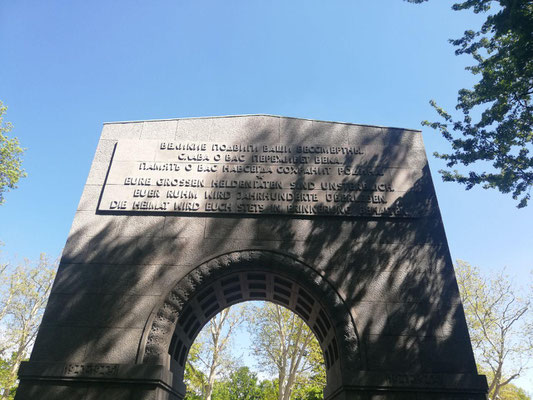 ВЕЛИКИЕ ПОДВИГИ ВАШИ БЕССМЕРТНЫ.
СЛАВА О ВАС ПЕРЕЖИВЕТ ВЕКА.
ПАМЯТЬ О ВАС НАВСЕГДА СОХРАНИТ РОДИНА.
EURE GROSSEN HELDENTATEN SIND UNSTERBLICH.
EUER RUHM WIRD JAHRHUNDERTE ÜBERLEBEN.
DIE HEIMAT WIRD EUCH STETS IN ERINNERUNG